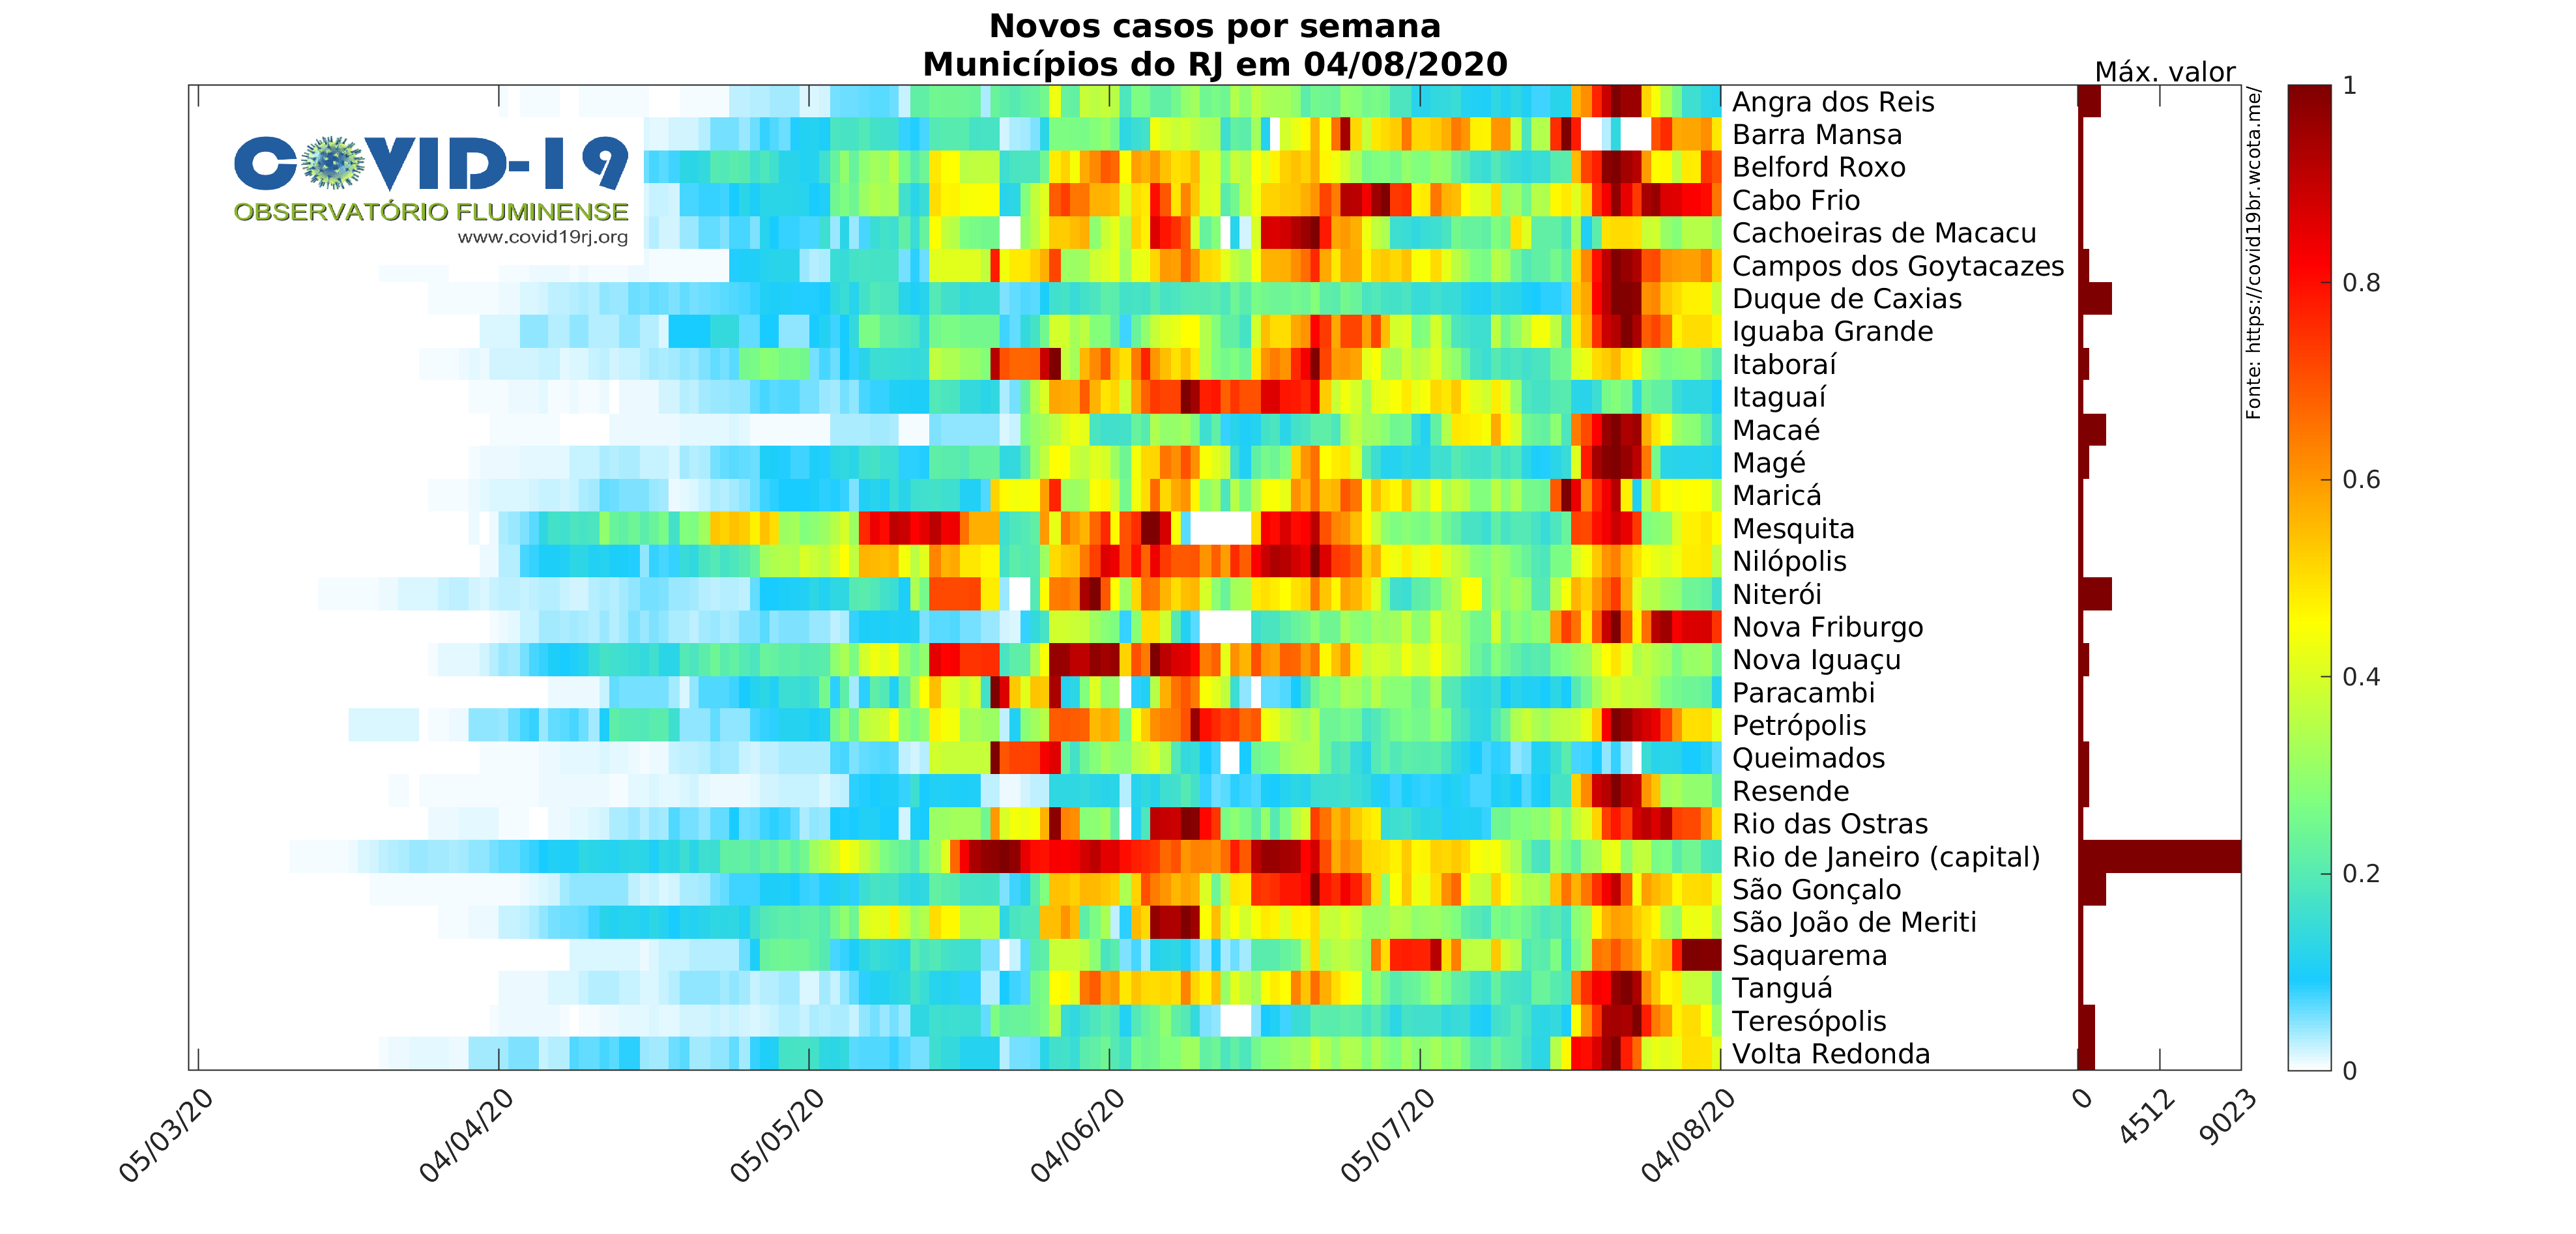 Novos casos por semana
Municípios do RJ em 04/08/2020
Máx. valor
COVID-19
OBSERVATÓRIO FLUMINENSE
www.covid19rj.org
Angra dos Reis
Barra Mansa
Belford Roxo
Cabo Frio
Cachoeiras de Macacu
Campos dos Goytacazes
Duque de Caxias
Iguaba Grande
Itaboraí
Itaguaí
Macaé
Magé
Maricá
Mesquita
Nilópolis
Niterói
Nova Friburgo
Nova Iguaçu
Paracambi
Petrópolis
Queimados
Resende
Rio das Ostras
Rio de Janeiro (capital)
São Gonçalo
São João de Meriti
Saquarema
Tanguá
Teresópolis
Volta Redonda
Fonte: https://covid19br.wcota.me/
1
0.8
0.6
0.4
0.2
0
05/03/20
04/04/20
05/05/20
04/06/20
05/07/20
04/08/20
0
4512
9023